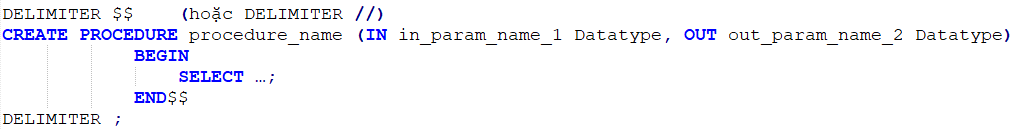 DELIMITER $$ (hoặc DELIMITER //)
CREATE PROCEDURE procedure_name (IN in_param_name_1 Datatype, OUT out_param_name_2 Datatype)
BEGIN
SELECT …;
END$$
DELIMITER ;